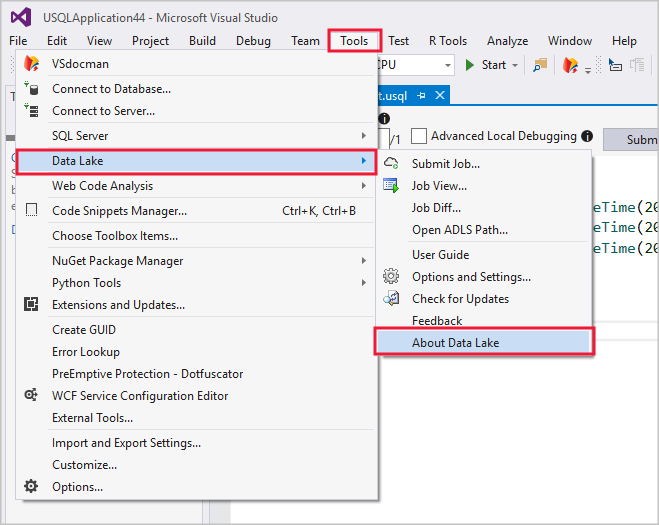 USQLApplication44 - Microsoft Visual Studio
File Edit View Project Build Debug Team Tools Test R Tools Analyze Window Help
CPU Start
t.usql
/1 Advanced Local Debugging Subm
VSdocman
Connect to Database...
Connect to Server...
SQL Server
Data Lake
Web Code Analysis
Code Snippets Manager... Ctrl+K, Ctrl+B
Choose Toolbox Items...
NuGet Package Manager
Python Tools
Extensions and Updates...
Create GUID
Error Lookup
PreEmptive Protection - Dotfuscator
WCF Service Configuration Editor
External Tools...
Import and Export Settings...
Customize...
Options...
Submit Job...
Job View...
Job Diff...
Open ADLS Path...
User Guide
Options and Settings...
Check for Updates
Feedback
About Data Lake
eTime(20
eTime(20
eTime(20